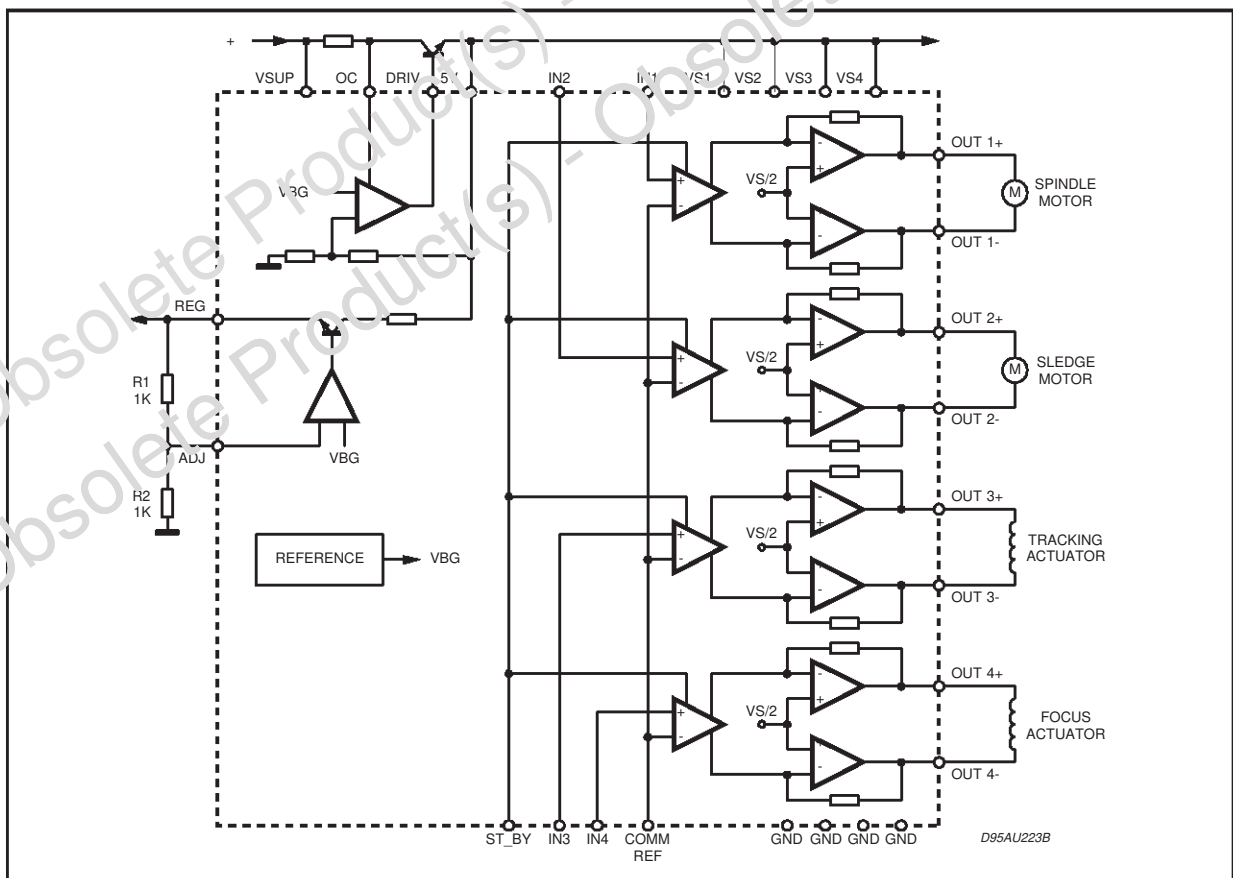 +
VSUP OC DRIV 5V IN2 IN1 VS1 VS2 VS3 VS4
Obsolete Product(s) - Obsolete
Obsolete Product(s) - Obsolete
VBG
+
-
VS/2
-
+
+
-
OUT 1+
M
SPINDLE
MOTOR
OUT 1-
REG
R1
1K
ADJ
R2
1K
VBG
+
-
VS/2
-
+
+
-
OUT 2+
M
SLEDGE
MOTOR
OUT 2-
REFERENCE
VBG
+
-
VS/2
-
+
+
-
OUT 3+
TRACKING
ACTUATOR
OUT 3-
+
-
VS/2
-
+
+
-
OUT 4+
FOCUS
ACTUATOR
OUT 4-
ST_BY IN3 IN4 COMM
REF
GND GND GND GND
D95AU223B